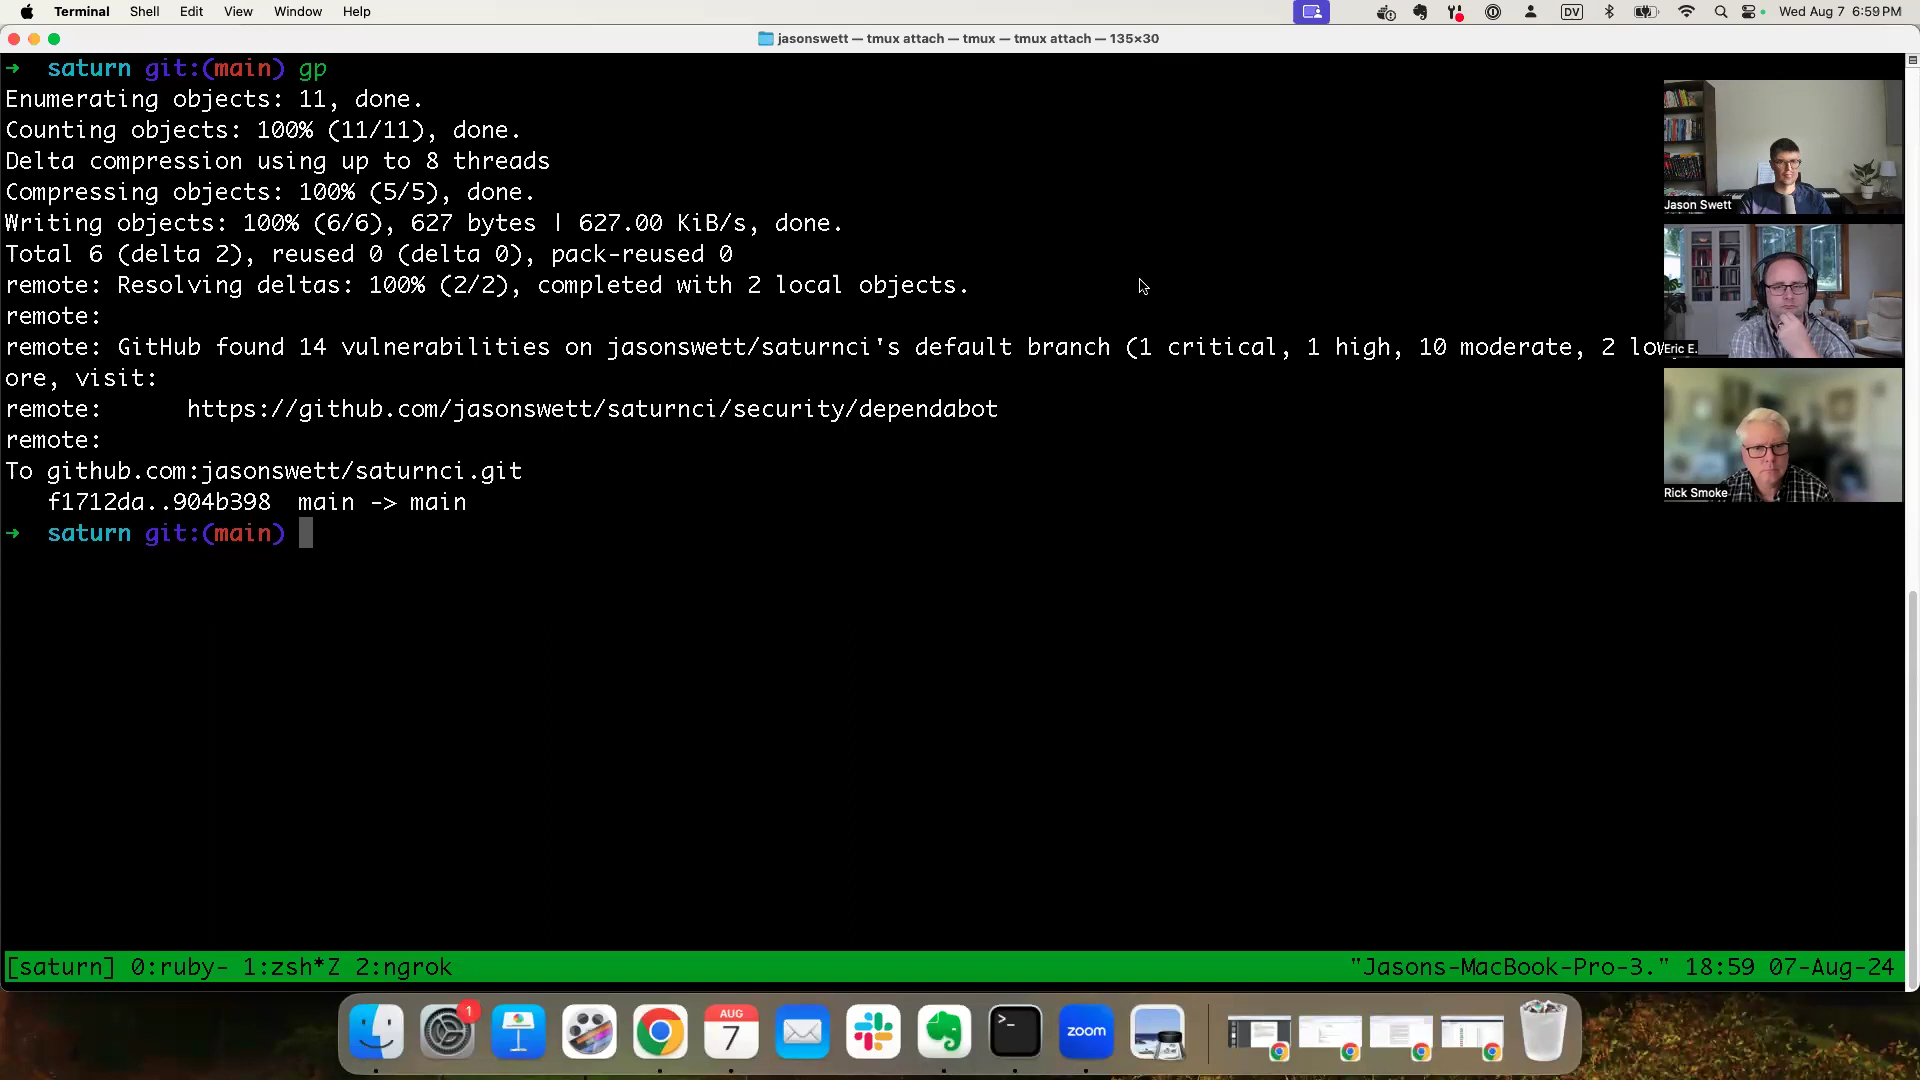 Terminal Shell Edit View Window Help DV Wed Aug 7 6:59 PM
jasonswett — tmux attach — tmux — tmux attach — 135×30
→ saturn git:(main) gp
Enumerating objects: 11, done.
Counting objects: 100% (11/11), done.
Delta compression using up to 8 threads
Compressing objects: 100% (5/5), done.
Writing objects: 100% (6/6), 627 bytes | 627.00 KiB/s, done.
Total 6 (delta 2), reused 0 (delta 0), pack-reused 0
remote: Resolving deltas: 100% (2/2), completed with 2 local objects.
remote:
remote: GitHub found 14 vulnerabilities on jasonswett/saturnci's default branch (1 critical, 1 high, 10 moderate, 2 low
ore, visit:
remote: https://github.com/jasonswett/saturnci/security/dependabot
remote:
To github.com:jasonswett/saturnci.git
f1712da..904b398 main -> main
→ saturn git:(main)
Jason Swett
Eric E.
Rick Smoke
[saturn] 0:ruby- 1:zsh*Z 2:ngrok "Jasons-MacBook-Pro-3." 18:59 07-Aug-24
1
AUG
7
>_
zoom